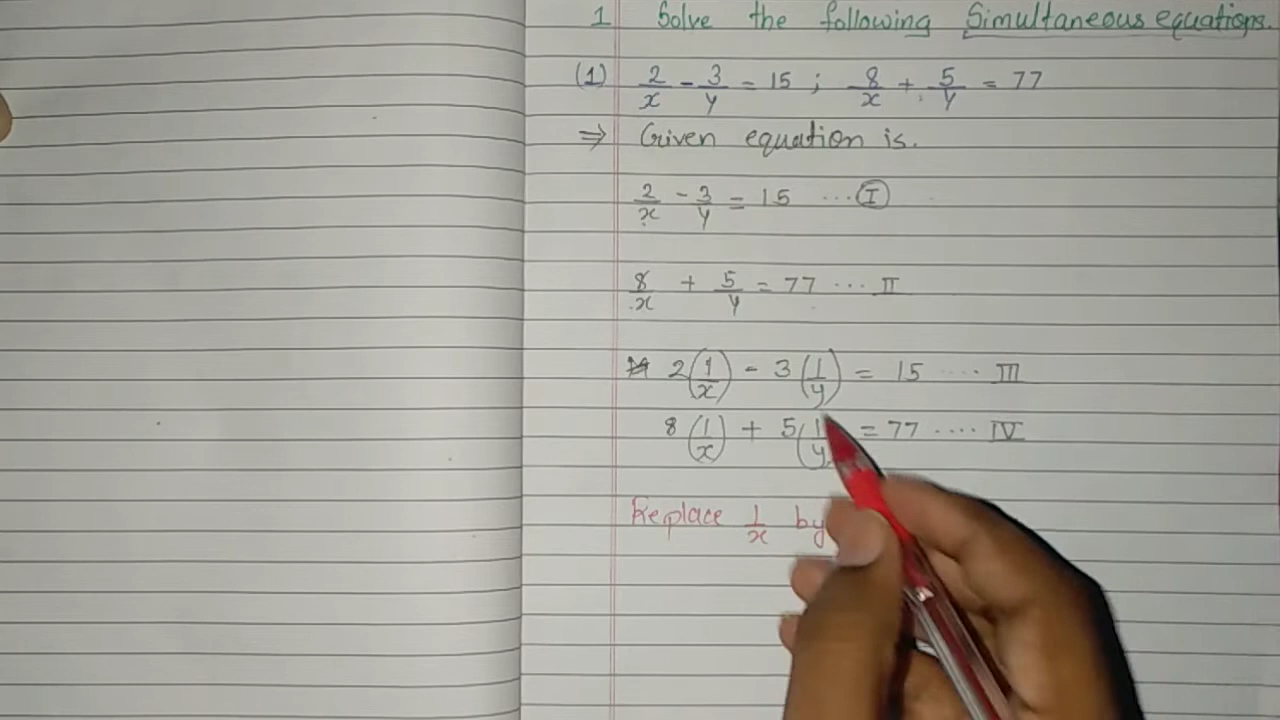 1 Solve the following Simultaneous equations.
(1) 2/x - 3/y = 15 ; 8/x + 5/y = 77
⇒ Given equation is.
2/x - 3/y = 15 ... I
8/x + 5/y = 77 ... II
2(1/x) - 3(1/y) = 15 .... III
8(1/x) + 5(1/y = 77 .... IV
Replace 1/x by